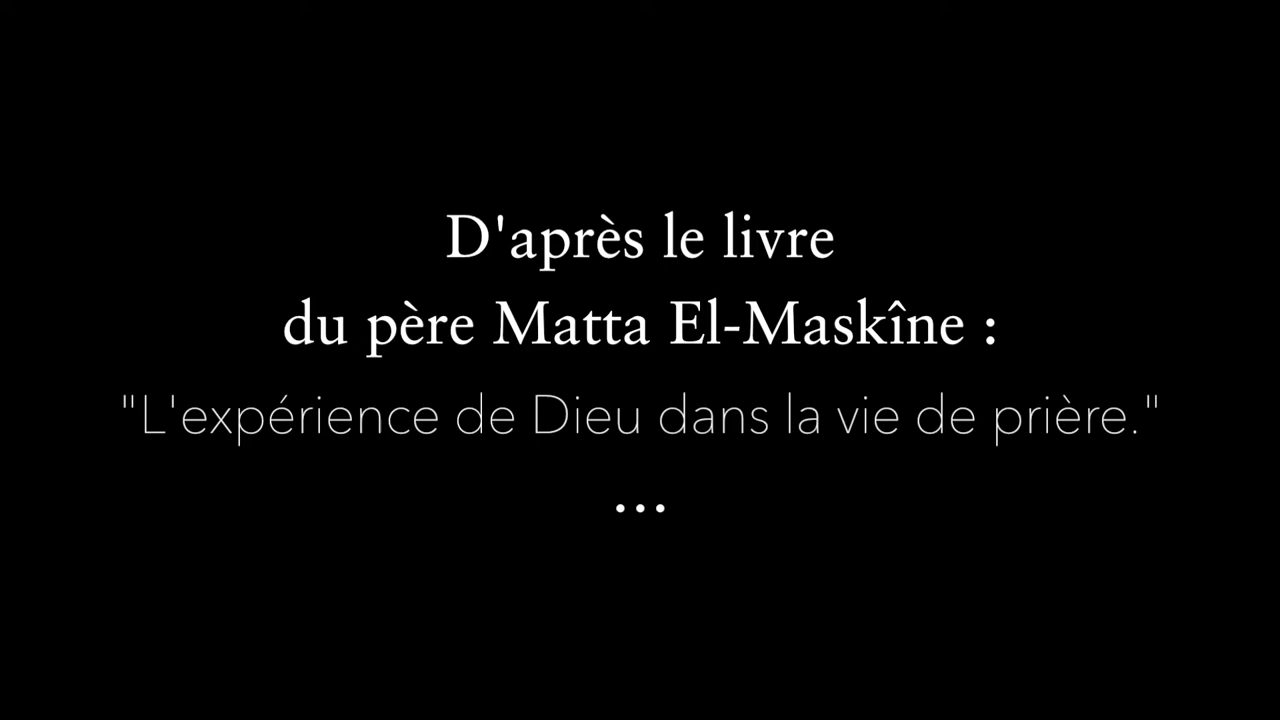 D'après le livre
du père Matta El-Maskîne :
"L'expérience de Dieu dans la vie de prière."
...